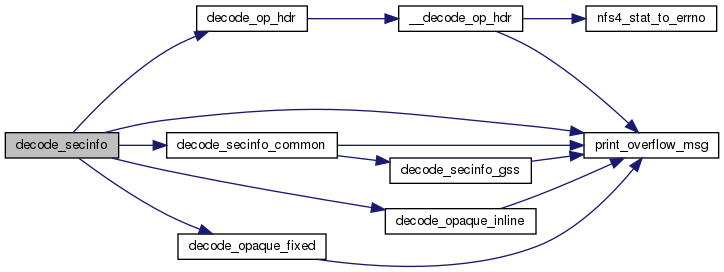 decode_op_hdr
__decode_op_hdr
nfs4_stat_to_errno
decode_secinfo
decode_secinfo_common
print_overflow_msg
decode_secinfo_gss
decode_opaque_inline
decode_opaque_fixed